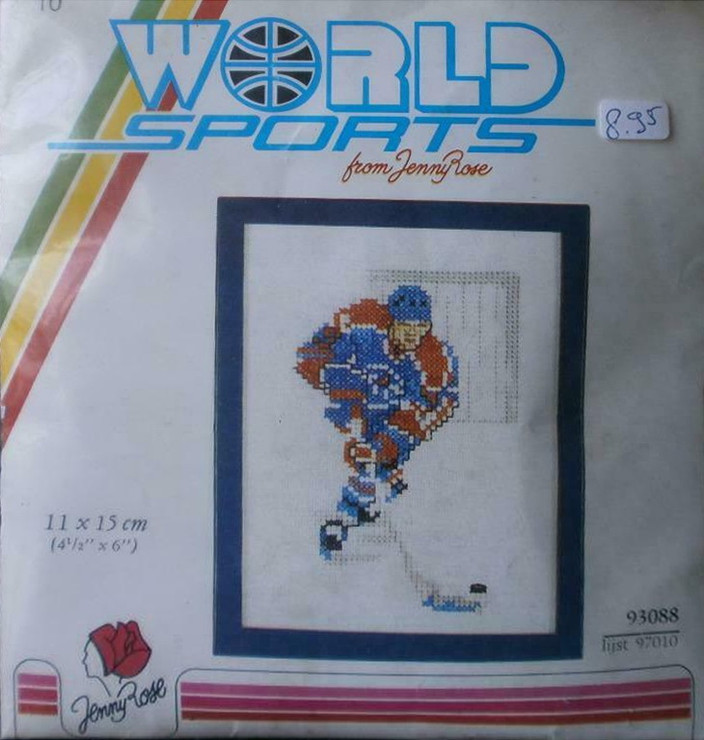 10
WORLD
SPORTS
from JennyRose
8.95
11 x 15 cm
(4½" x 6")
93088
lijst 97010
JennyRose